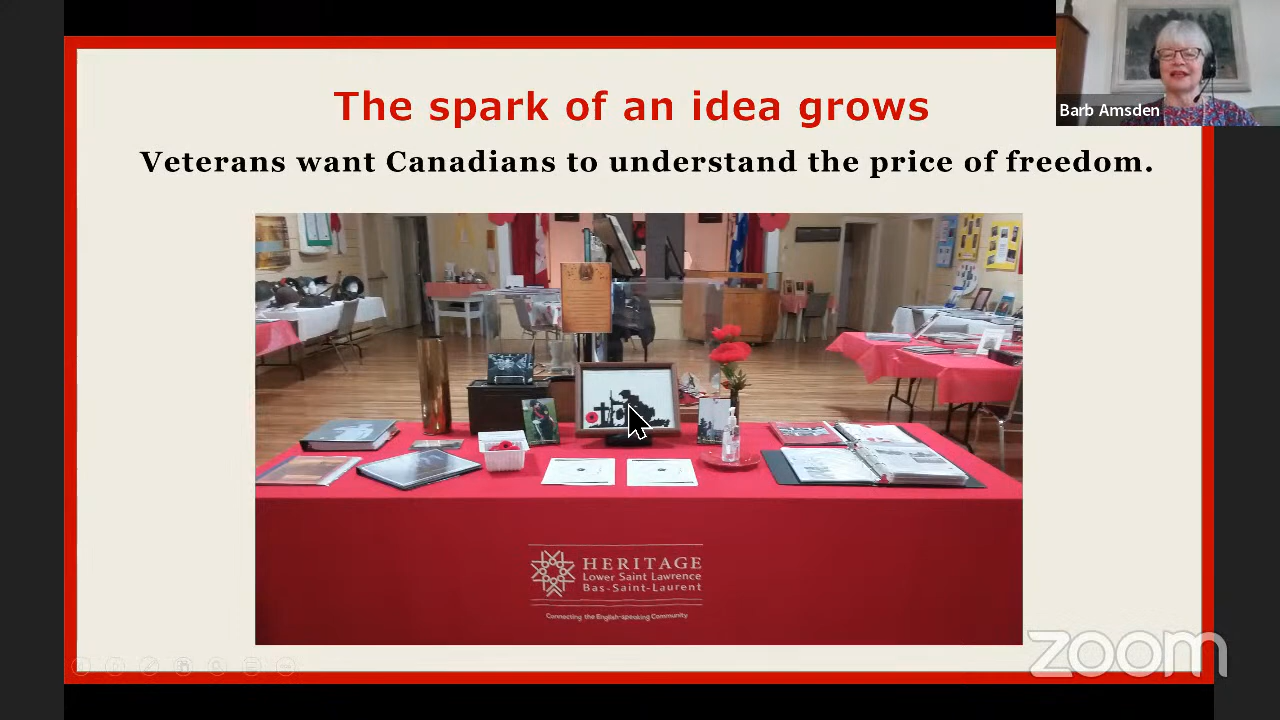 The spark of an idea grows
Barb Amsden
Veterans want Canadians to understand the price of freedom.
HERITAGE
Lower Saint Lawrence
Bas-Saint-Laurent
Connecting the English-speaking Community
zoom